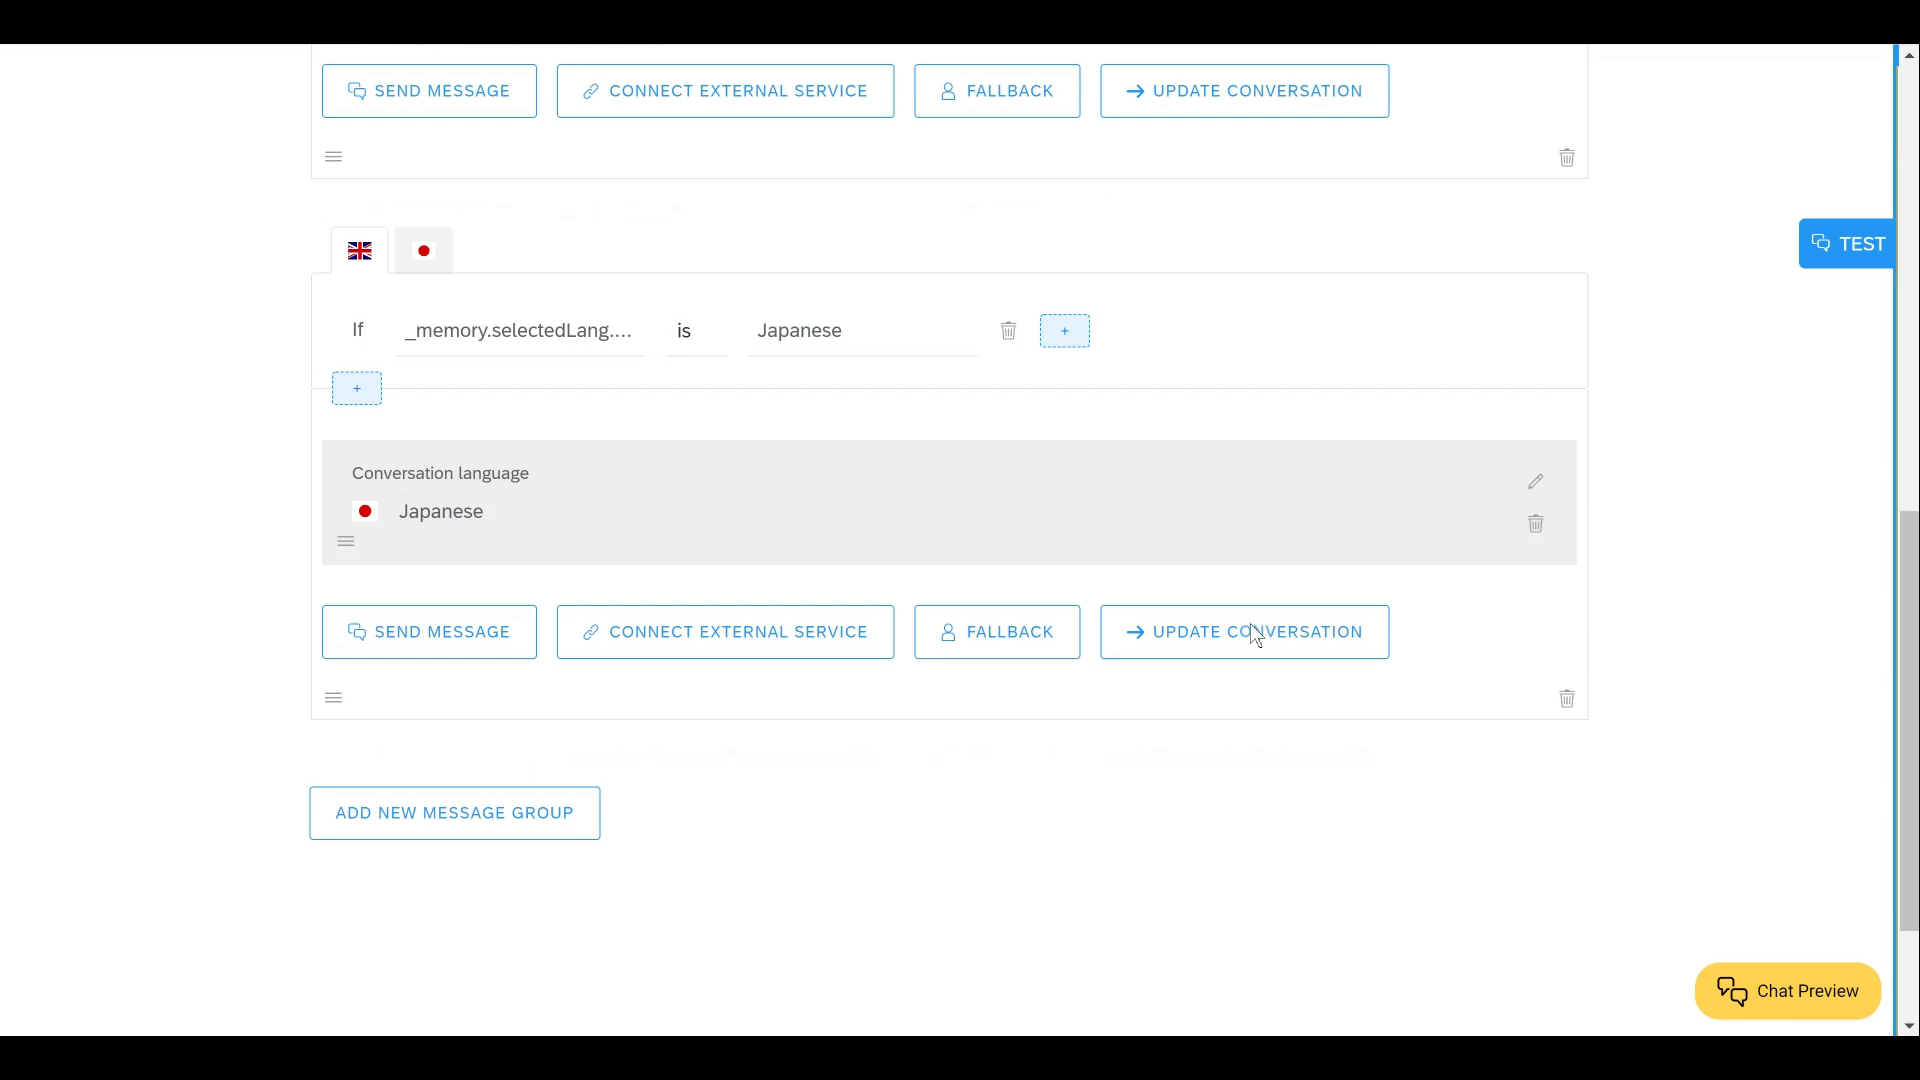 SEND MESSAGE CONNECT EXTERNAL SERVICE FALLBACK UPDATE CONVERSATION
TEST
If _memory.selectedLang.... is Japanese +
+
Conversation language
Japanese
SEND MESSAGE CONNECT EXTERNAL SERVICE FALLBACK UPDATE CONVERSATION
ADD NEW MESSAGE GROUP
Chat Preview